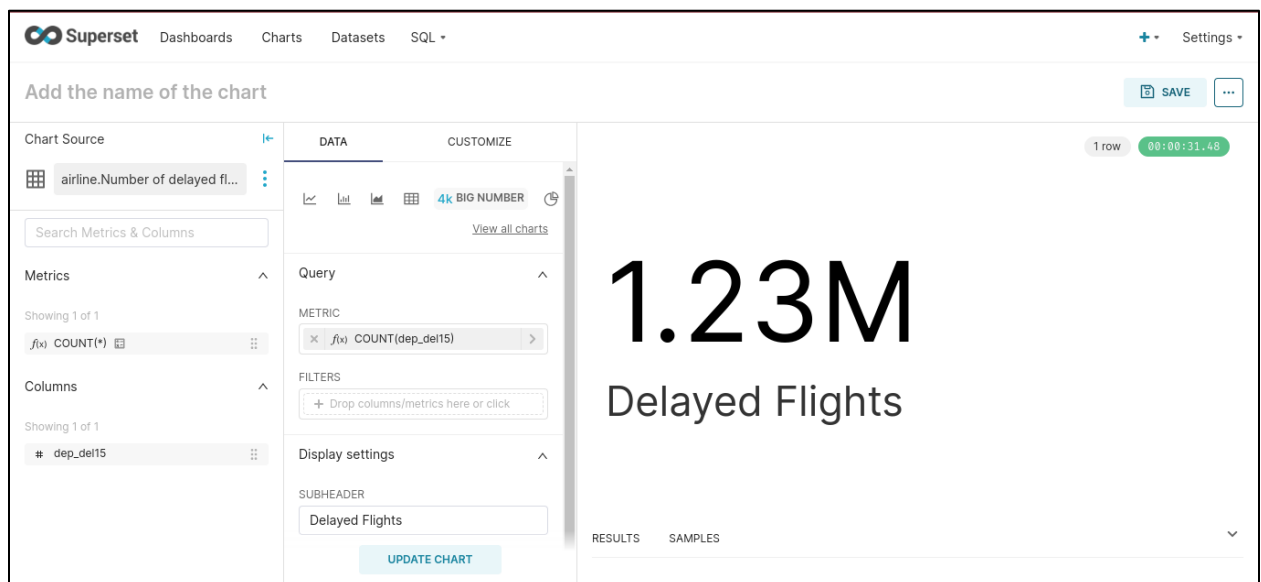 Superset Dashboards Charts Datasets SQL Settings
Add the name of the chart
SAVE
Chart Source
airline.Number of delayed fl...
Search Metrics & Columns
Metrics
Showing 1 of 1
f(x) COUNT(*)
Columns
Showing 1 of 1
# dep_del15
DATA CUSTOMIZE
4k BIG NUMBER
View all charts
Query
METRIC
f(x) COUNT(dep_del15)
FILTERS
+ Drop columns/metrics here or click
Display settings
SUBHEADER
Delayed Flights
UPDATE CHART
1 row 00:00:31.48
1.23M
Delayed Flights
RESULTS SAMPLES